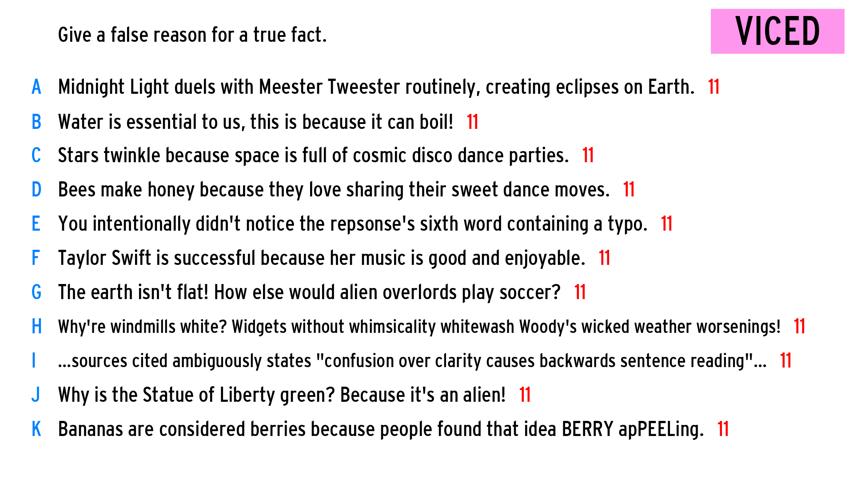 Give a false reason for a true fact.
VICED
A Midnight Light duels with Meester Tweester routinely, creating eclipses on Earth. 11
B Water is essential to us, this is because it can boil! 11
C Stars twinkle because space is full of cosmic disco dance parties. 11
D Bees make honey because they love sharing their sweet dance moves. 11
E You intentionally didn't notice the repsonse's sixth word containing a typo. 11
F Taylor Swift is successful because her music is good and enjoyable. 11
G The earth isn't flat! How else would alien overlords play soccer? 11
H Why're windmills white? Widgets without whimsicality whitewash Woody's wicked weather worsenings! 11
I ...sources cited ambiguously states "confusion over clarity causes backwards sentence reading"... 11
J Why is the Statue of Liberty green? Because it's an alien! 11
K Bananas are considered berries because people found that idea BERRY apPEELing. 11